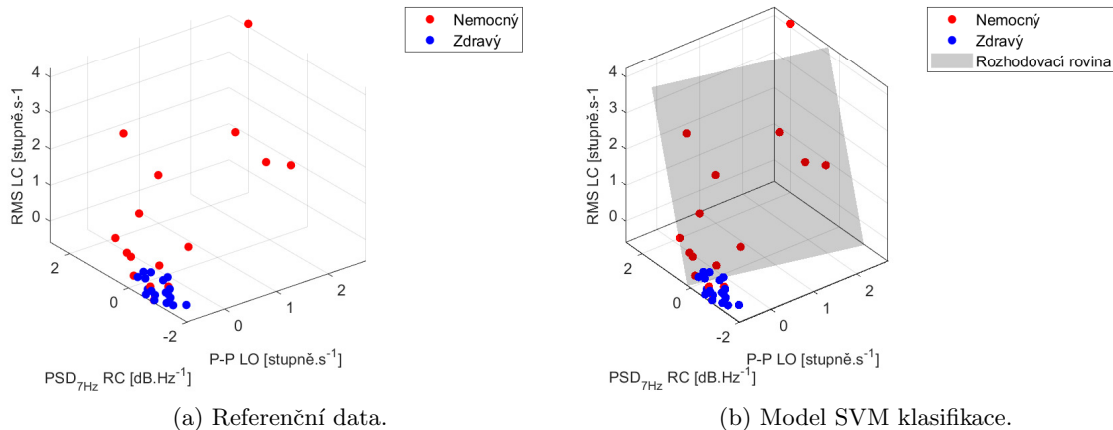 Nemocný
Zdravý
RMS LC [stupně.s-1
4
3
2
1
0
2
0
-2
0
1
2
P-P LO [stupně.s-1]
PSD7Hz RC [dB.Hz-1]
(a) Referenční data.
Nemocný
Zdravý
Rozhodovací rovina
RMS LC [stupně.s-1
4
3
2
1
0
2
0
-2
0
1
2
P-P LO [stupně.s-1]
PSD7Hz RC [dB.Hz-1]
(b) Model SVM klasifikace.